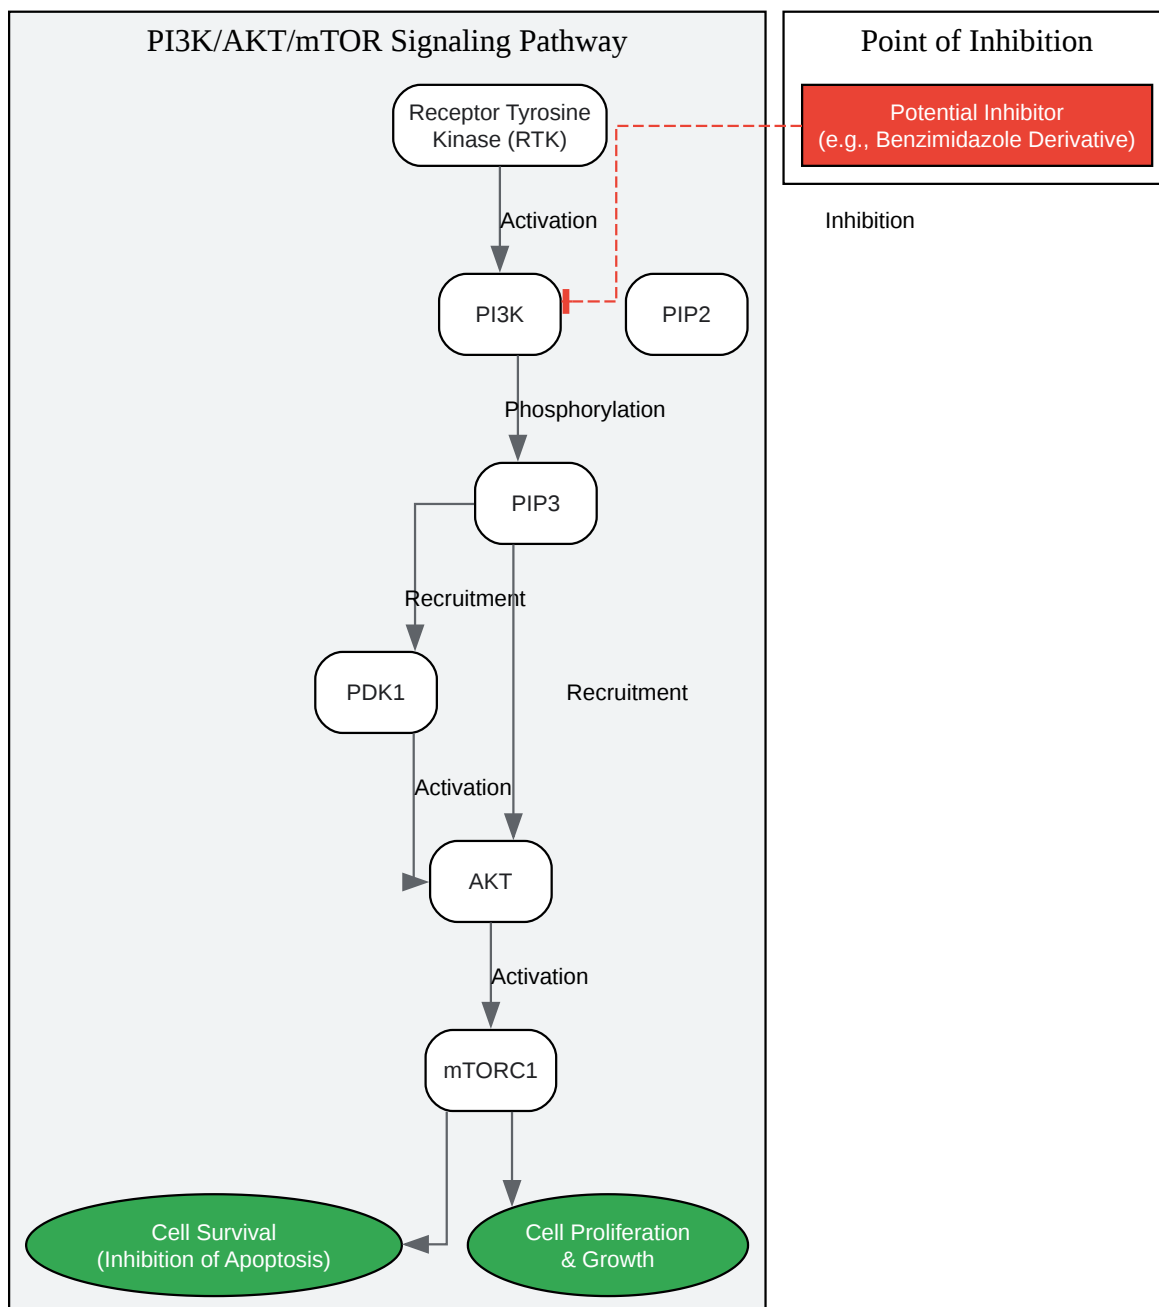 PI3K/AKT/mTOR Signaling Pathway
Point of Inhibition
Receptor Tyrosine
Kinase (RTK)
Potential Inhibitor
(e.g., Benzimidazole Derivative)
Activation
Inhibition
PI3K
PIP2
Phosphorylation
PIP3
Recruitment
PDK1
Recruitment
Activation
AKT
Activation
mTORC1
Cell Survival
(Inhibition of Apoptosis)
Cell Proliferation
& Growth